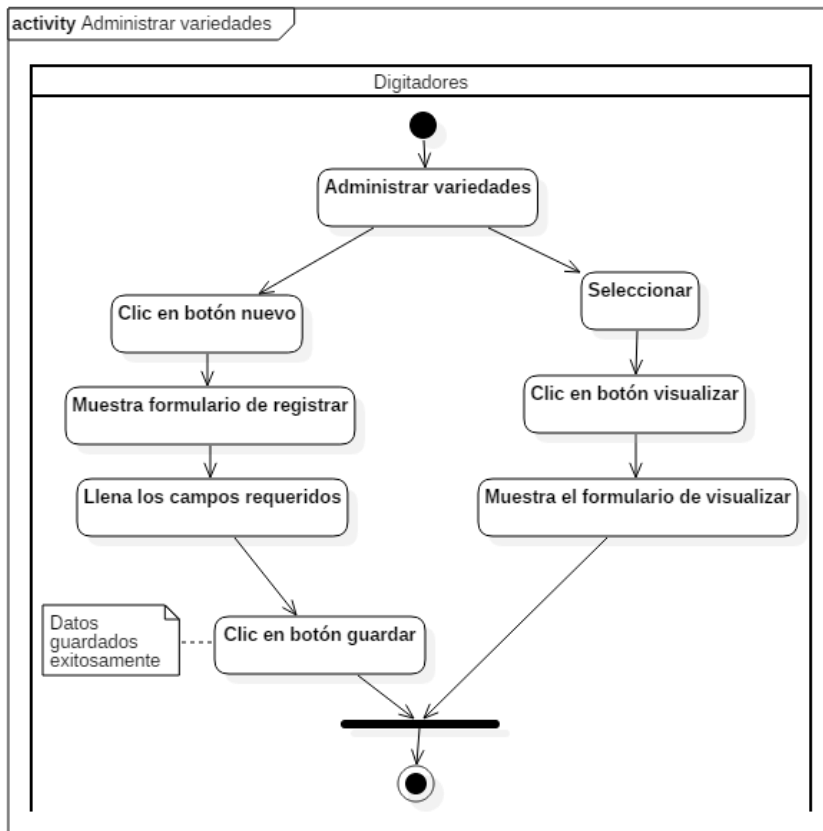 activity Administrar variedades
Digitadores
Administrar variedades
Clic en botón nuevo
Seleccionar
Muestra formulario de registrar
Clic en botón visualizar
Llena los campos requeridos
Muestra el formulario de visualizar
Datos
guardados
exitosamente
Clic en botón guardar